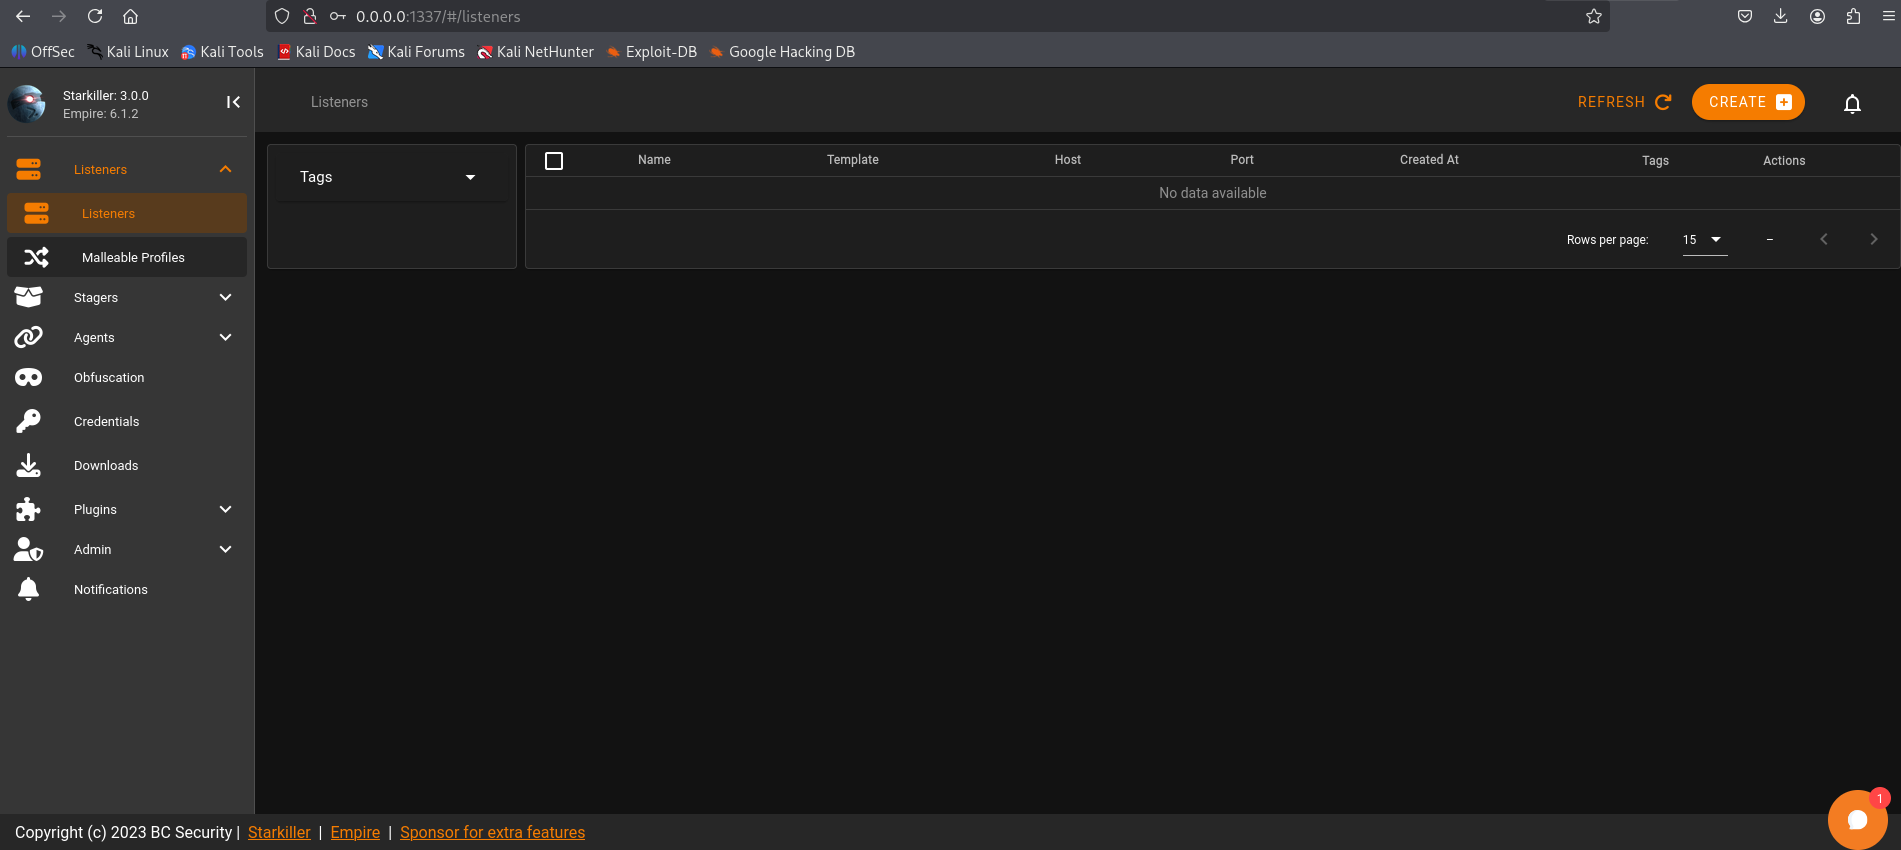 0.0.0.0:1337/#/listeners
OffSec Kali Linux Kali Tools Kali Docs Kali Forums Kali NetHunter Exploit-DB Google Hacking DB
Starkiller: 3.0.0
Empire: 6.1.2
Listeners
Listeners
Malleable Profiles
Stagers
Agents
Obfuscation
Credentials
Downloads
Plugins
Admin
Notifications
Listeners REFRESH CREATE
Tags
Name Template Host Port Created At Tags Actions
No data available
Rows per page: 15 –
1
Copyright (c) 2023 BC Security | Starkiller | Empire | Sponsor for extra features